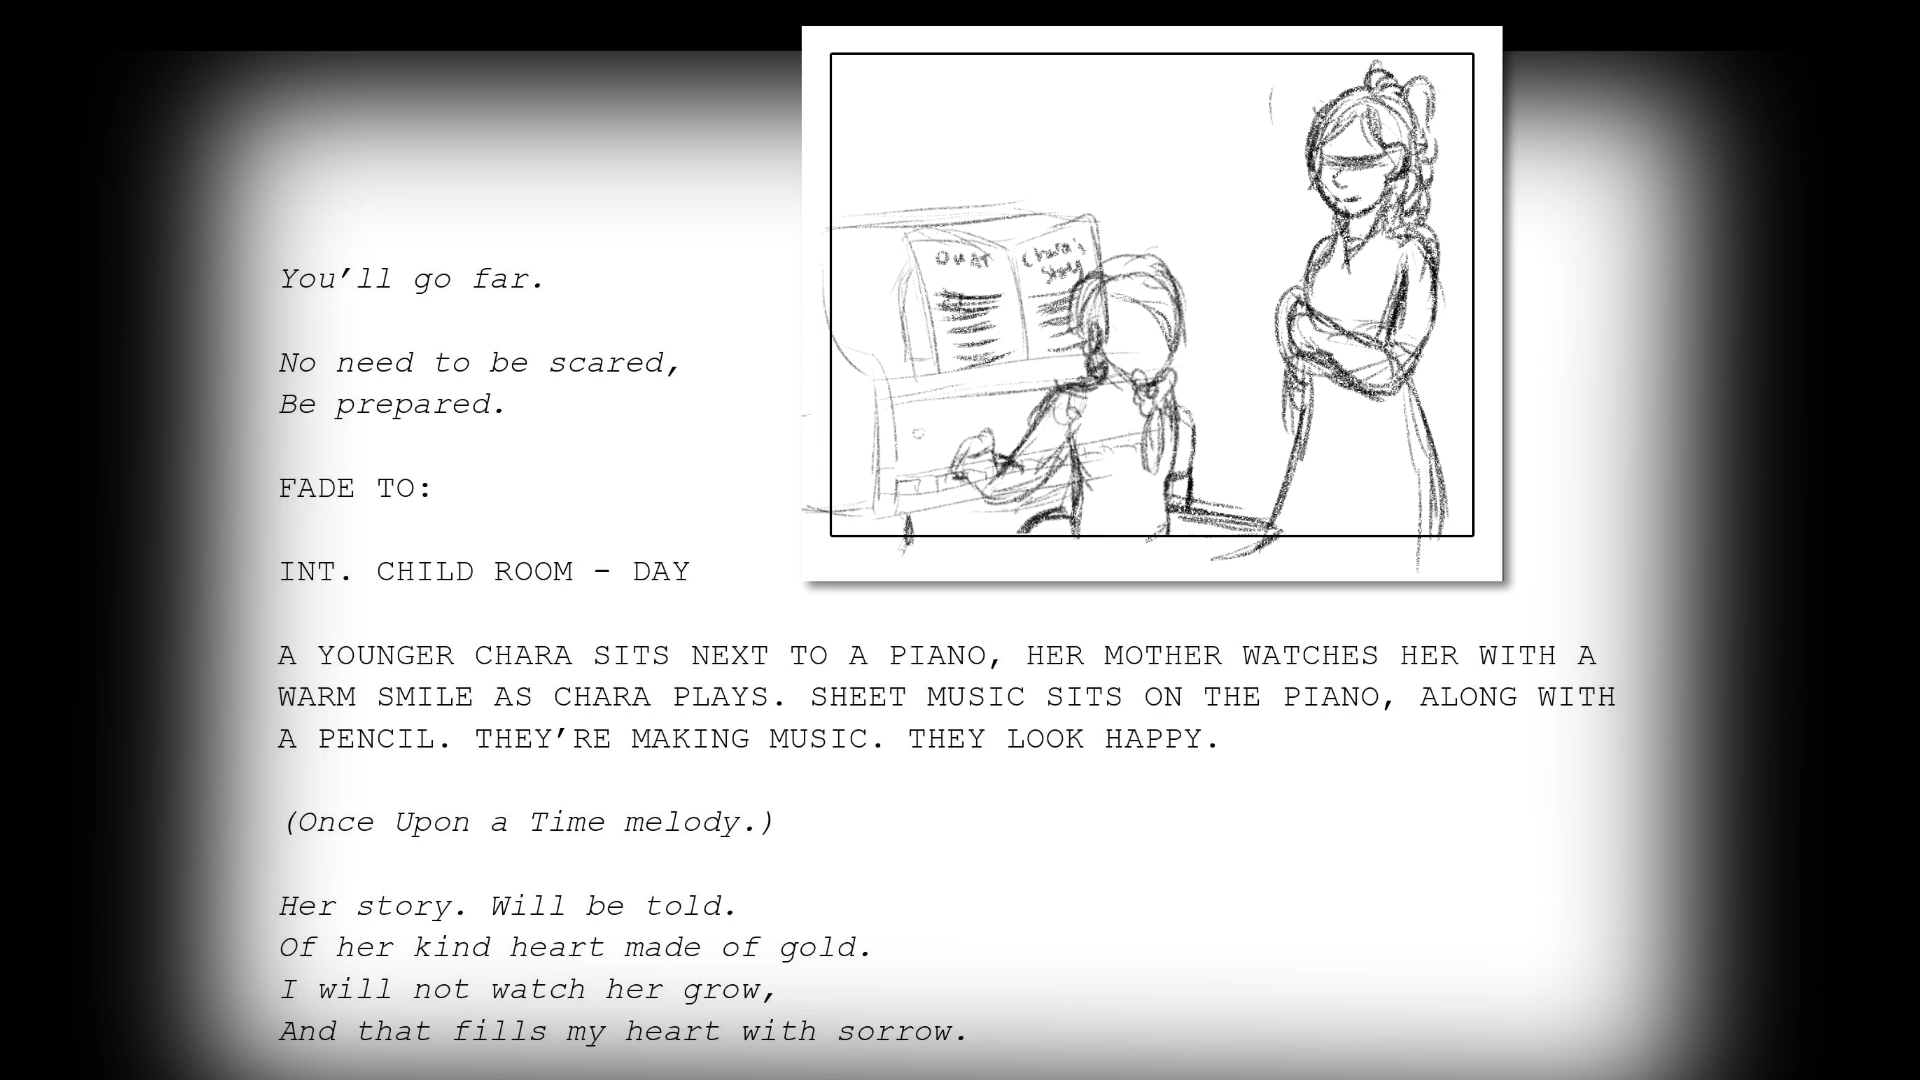 OUAT
Chara's
Story
You’ll go far.
No need to be scared,
Be prepared.
FADE TO:
INT. CHILD ROOM - DAY
A YOUNGER CHARA SITS NEXT TO A PIANO, HER MOTHER WATCHES HER WITH A
WARM SMILE AS CHARA PLAYS. SHEET MUSIC SITS ON THE PIANO, ALONG WITH
A PENCIL. THEY’RE MAKING MUSIC. THEY LOOK HAPPY.
(Once Upon a Time melody.)
Her story. Will be told.
Of her kind heart made of gold.
I will not watch her grow,
And that fills my heart with sorrow.